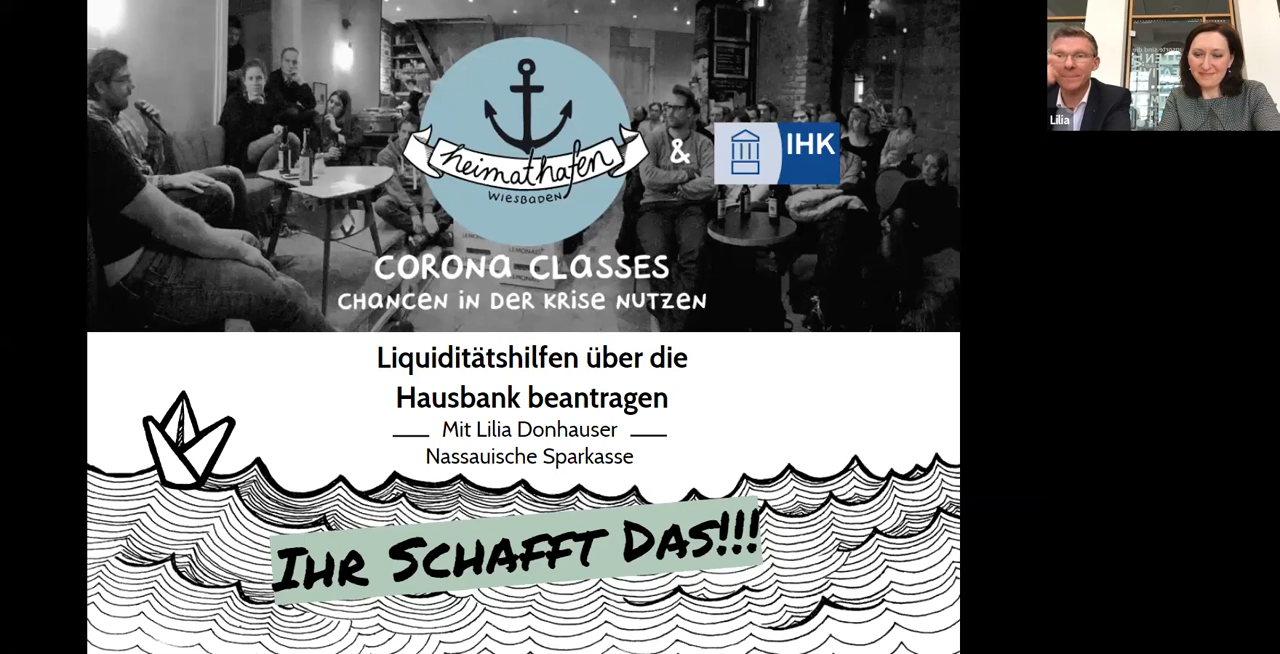 heimathafen
WIESBADEN
&
IHK
CORONA CLASSES
CHANCEN IN DER KRISE NUTZEN
Lilia
Liquiditätshilfen über die
Hausbank beantragen
Mit Lilia Donhauser
Nassauische Sparkasse
IHR SCHAFFT DAS!!!